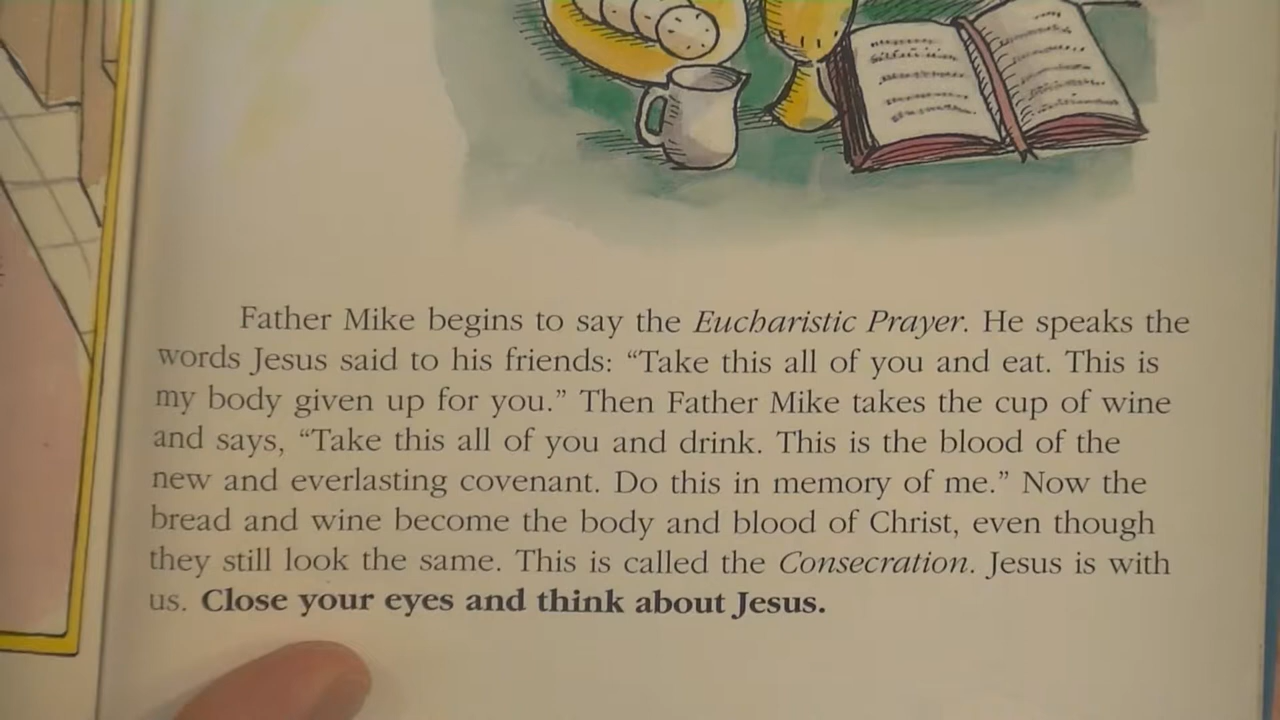 Father Mike begins to say the Eucharistic Prayer. He speaks the
words Jesus said to his friends: “Take this all of you and eat. This is
my body given up for you.” Then Father Mike takes the cup of wine
and says, “Take this all of you and drink. This is the blood of the
new and everlasting covenant. Do this in memory of me.” Now the
bread and wine become the body and blood of Christ, even though
they still look the same. This is called the Consecration. Jesus is with
us. Close your eyes and think about Jesus.